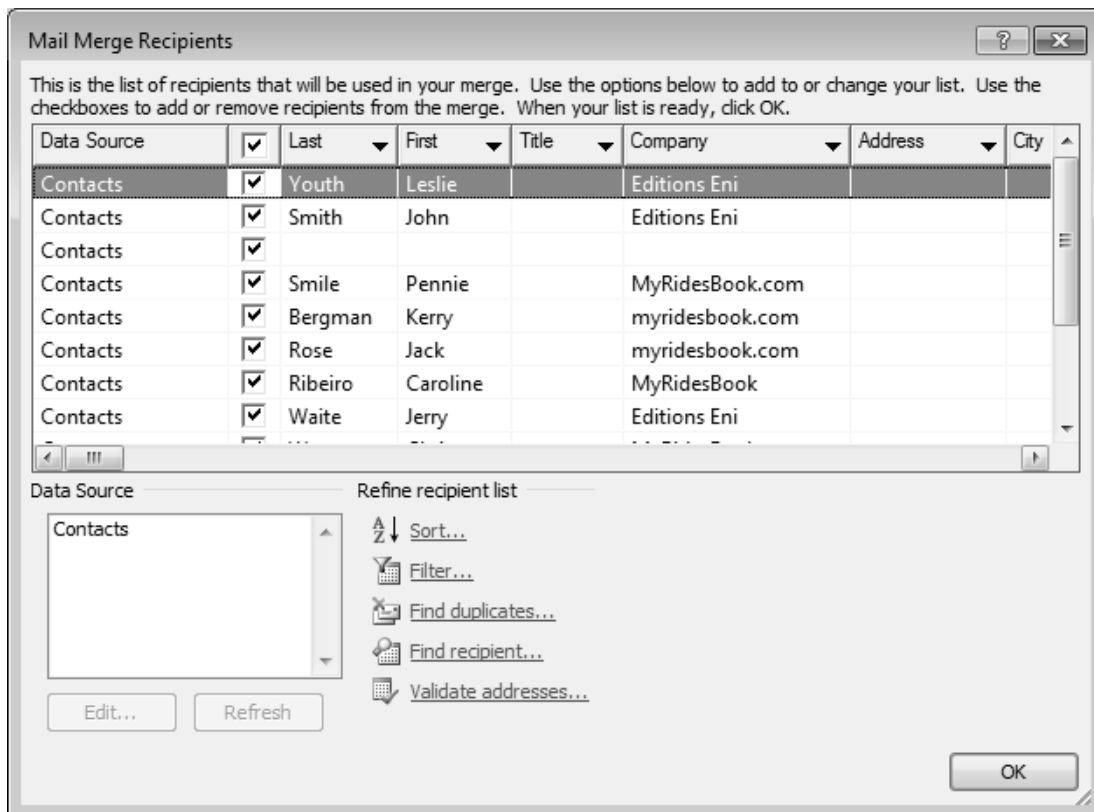 Mail Merge Recipients
This is the list of recipients that will be used in your merge. Use the options below to add to or change your list. Use the
checkboxes to add or remove recipients from the merge. When your list is ready, click OK.
Data Source Last First Title Company Address City
Contacts Youth Leslie Editions Eni
Contacts Smith John Editions Eni
Contacts
Contacts Smile Pennie MyRidesBook.com
Contacts Bergman Kerry myridesbook.com
Contacts Rose Jack myridesbook.com
Contacts Ribeiro Caroline MyRidesBook
Contacts Waite Jerry Editions Eni
Data Source Refine recipient list
Contacts
Sort...
Filter...
Find duplicates...
Find recipient...
Validate addresses...
Edit... Refresh
OK